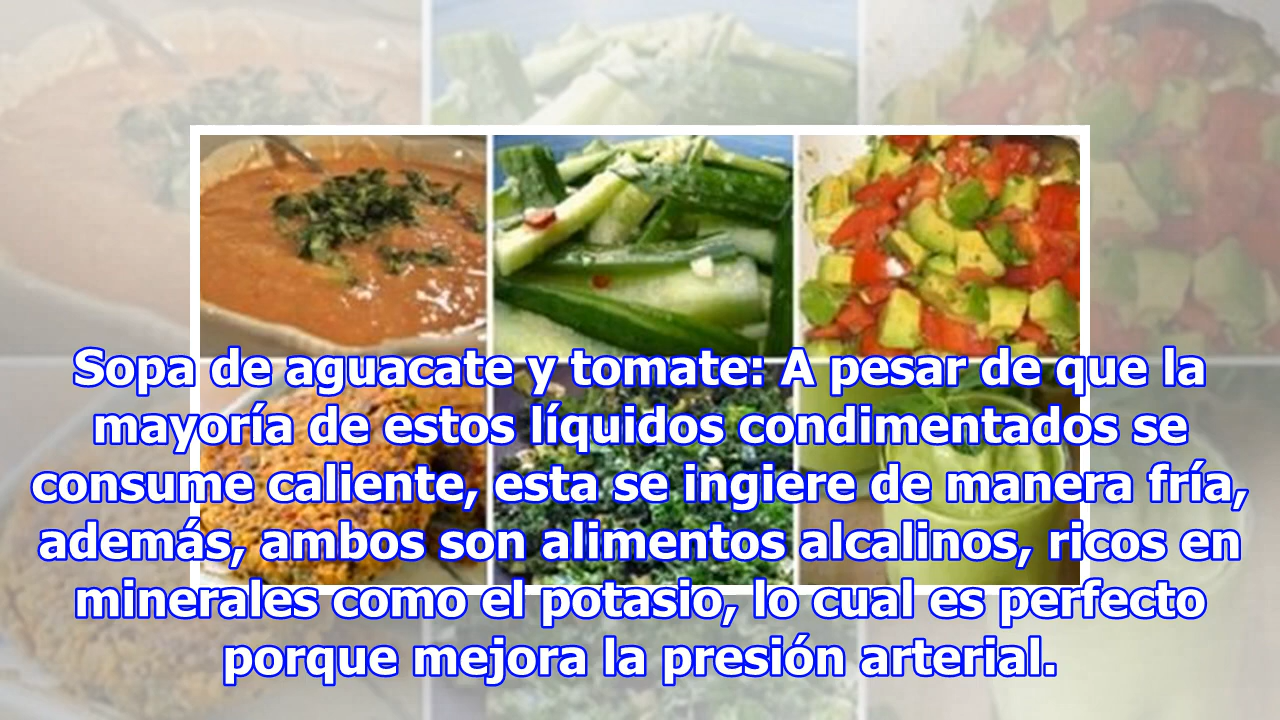 Sopa de aguacate y tomate: A pesar de que la
mayoría de estos líquidos condimentados se
consume caliente, esta se ingiere de manera fría,
además, ambos son alimentos alcalinos, ricos en
minerales como el potasio, lo cual es perfecto
porque mejora la presión arterial.